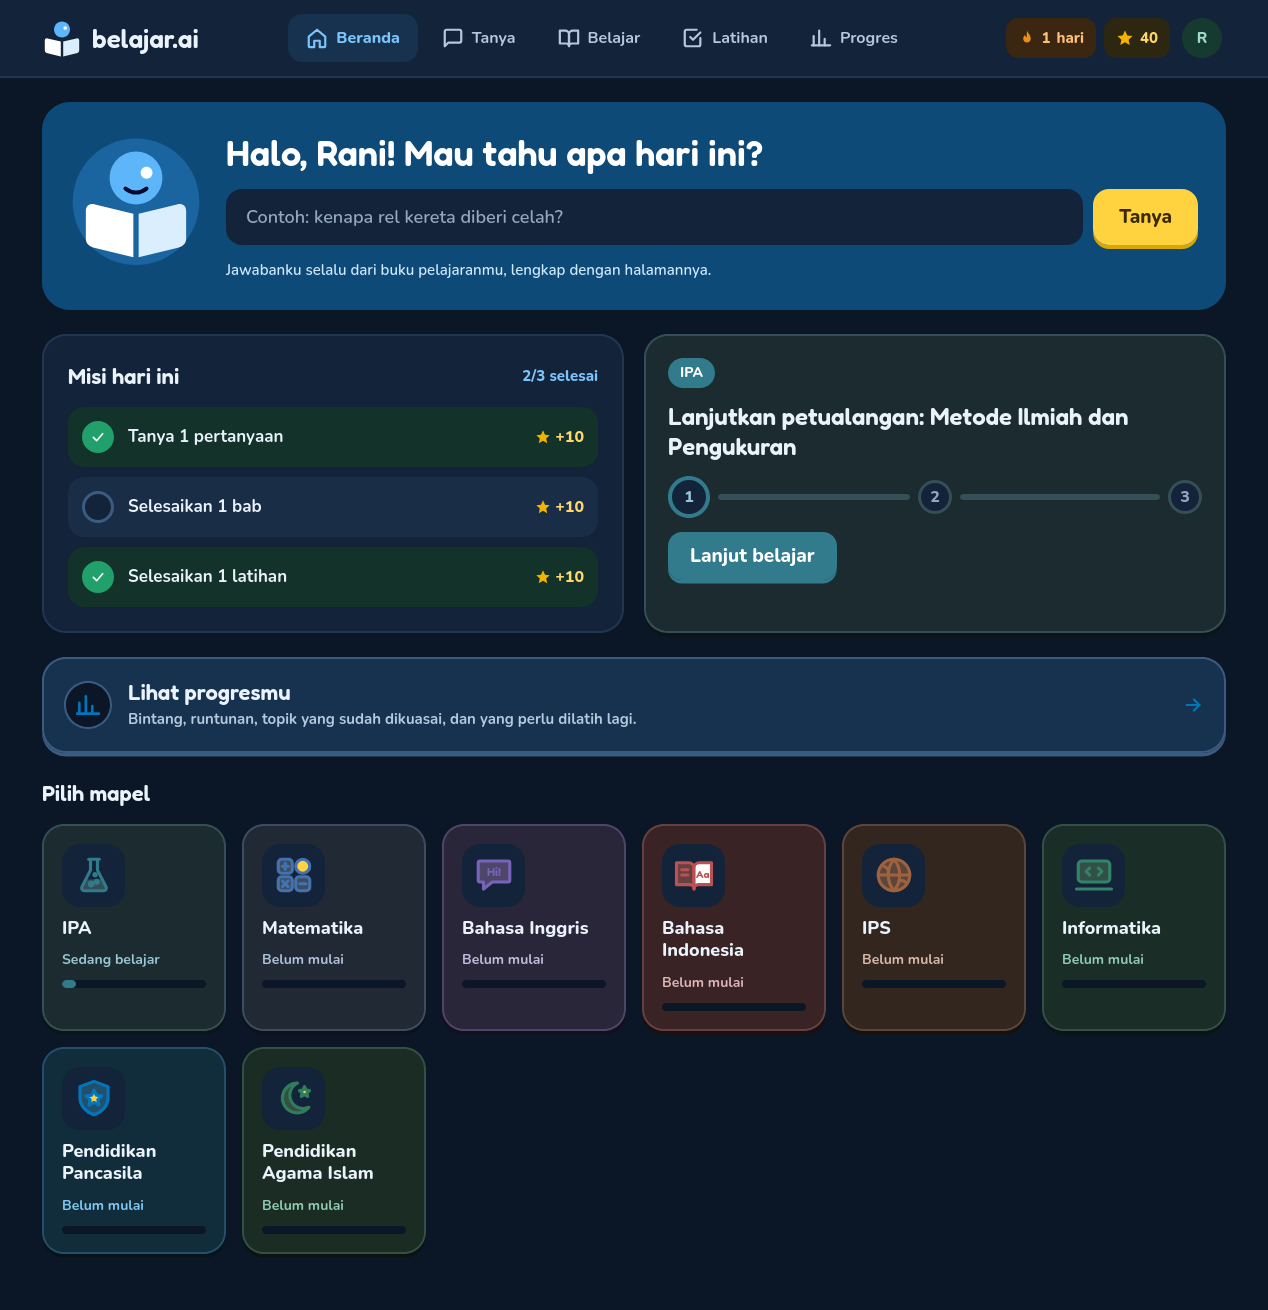 belajar.ai
Beranda
Tanya
Belajar
Latihan
Progres
1 hari
40
R
Halo, Rani! Mau tahu apa hari ini?
Contoh: kenapa rel kereta diberi celah?
Tanya
Jawabanku selalu dari buku pelajaranmu, lengkap dengan halamannya.
Misi hari ini
2/3 selesai
Tanya 1 pertanyaan
+10
Selesaikan 1 bab
+10
Selesaikan 1 latihan
+10
IPA
Lanjutkan petualangan: Metode Ilmiah dan
Pengukuran
1
2
3
Lanjut belajar
Lihat progresmu
Bintang, runtunan, topik yang sudah dikuasai, dan yang perlu dilatih lagi.
Pilih mapel
IPA
Sedang belajar
Matematika
Belum mulai
Hi!
Bahasa Inggris
Belum mulai
Aa
Bahasa
Indonesia
Belum mulai
IPS
Belum mulai
Informatika
Belum mulai
Pendidikan
Pancasila
Belum mulai
Pendidikan
Agama Islam
Belum mulai